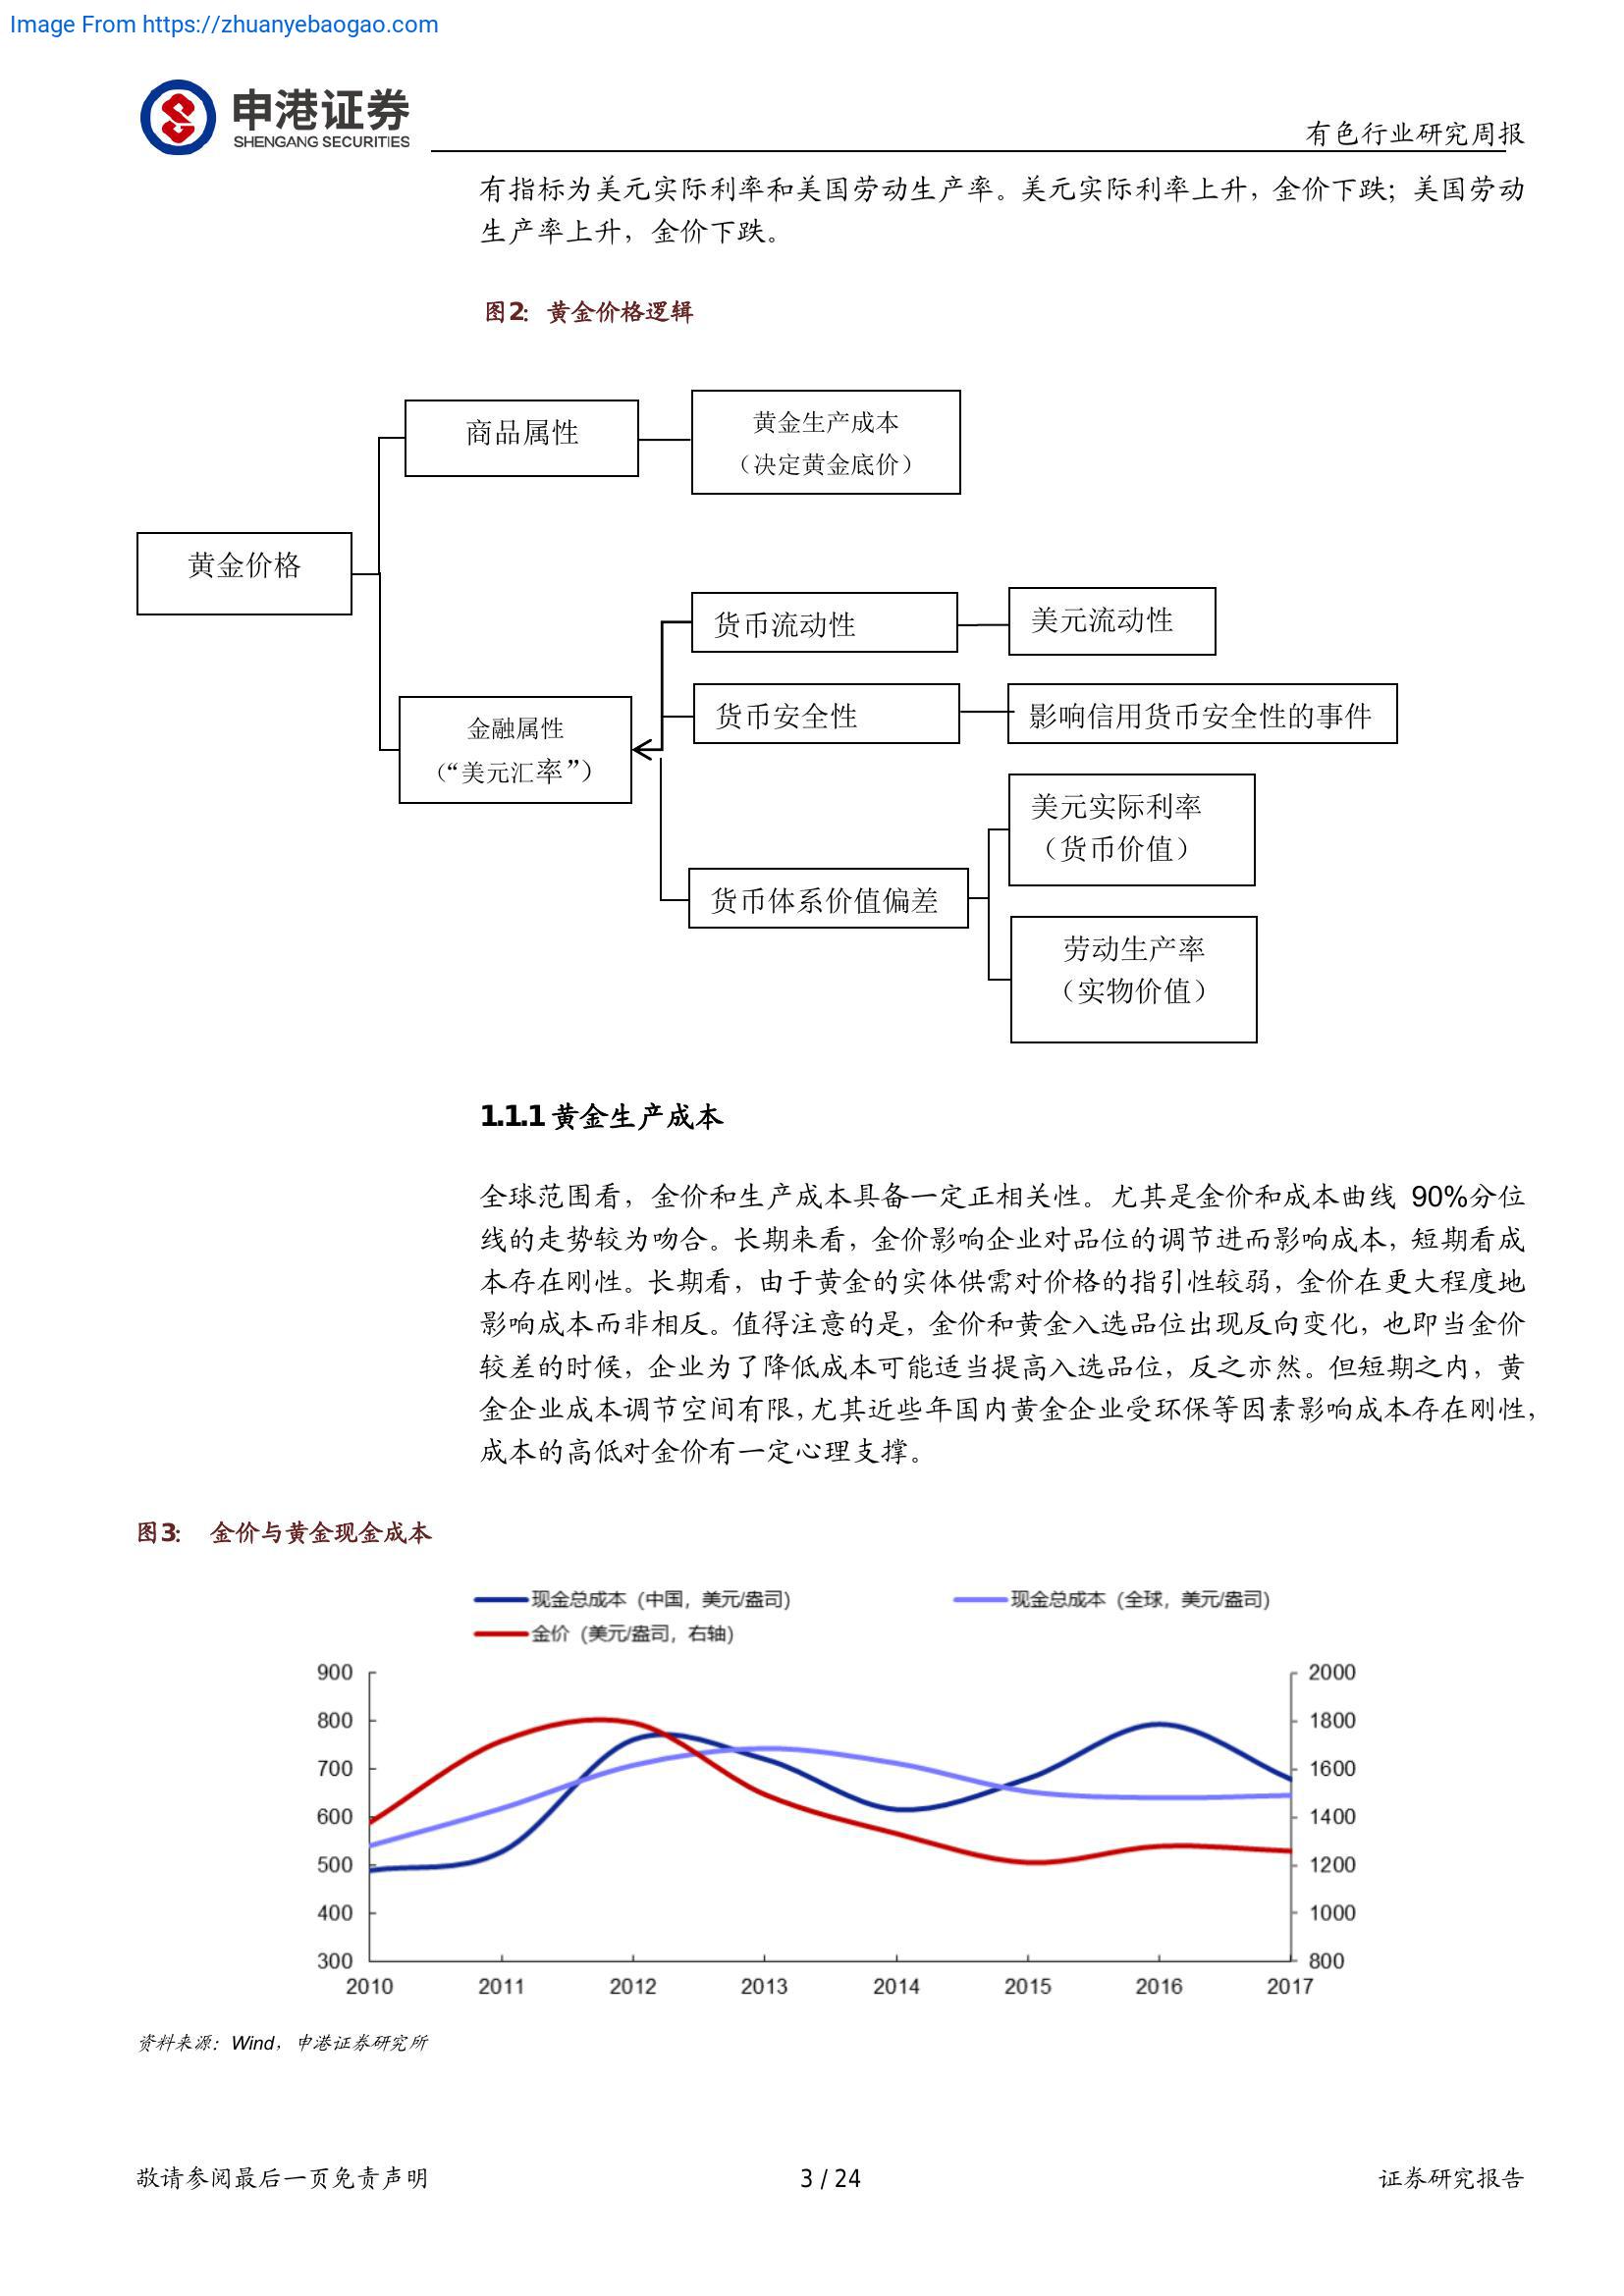 Image From https://zhuanyebaogao.com
申港证券
SHENGANG SECURITIES
有色行业研究周报
有指标为美元实际利率和美国劳动生产率。美元实际利率上升，金价下跌；美国劳动
生产率上升，金价下跌。
图2：黄金价格逻辑
商品属性
黄金生产成本
（决定黄金底价）
黄金价格
货币流动性
美元流动性
货币安全性
影响信用货币安全性的事件
金融属性
（“美元汇率”）
美元实际利率
（货币价值）
货币体系价值偏差
劳动生产率
（实物价值）
1.1.1 黄金生产成本
全球范围看，金价和生产成本具备一定正相关性。尤其是金价和成本曲线 90%分位
线的走势较为吻合。长期来看，金价影响企业对品位的调节进而影响成本，短期看成
本存在刚性。长期看，由于黄金的实体供需对价格的指引性较弱，金价在更大程度地
影响成本而非相反。值得注意的是，金价和黄金入选品位出现反向变化，也即当金价
较差的时候，企业为了降低成本可能适当提高入选品位，反之亦然。但短期之内，黄
金企业成本调节空间有限，尤其近些年国内黄金企业受环保等因素影响成本存在刚性，
成本的高低对金价有一定心理支撑。
图3： 金价与黄金现金成本
现金总成本（中国，美元/盎司） 现金总成本（全球，美元/盎司）
金价（美元/盎司，右轴）
900 2000
800 1800
700 1600
600 1400
500 1200
400 1000
300 800
2010 2011 2012 2013 2014 2015 2016 2017
资料来源：Wind，申港证券研究所
敬请参阅最后一页免责声明 3 / 24 证券研究报告